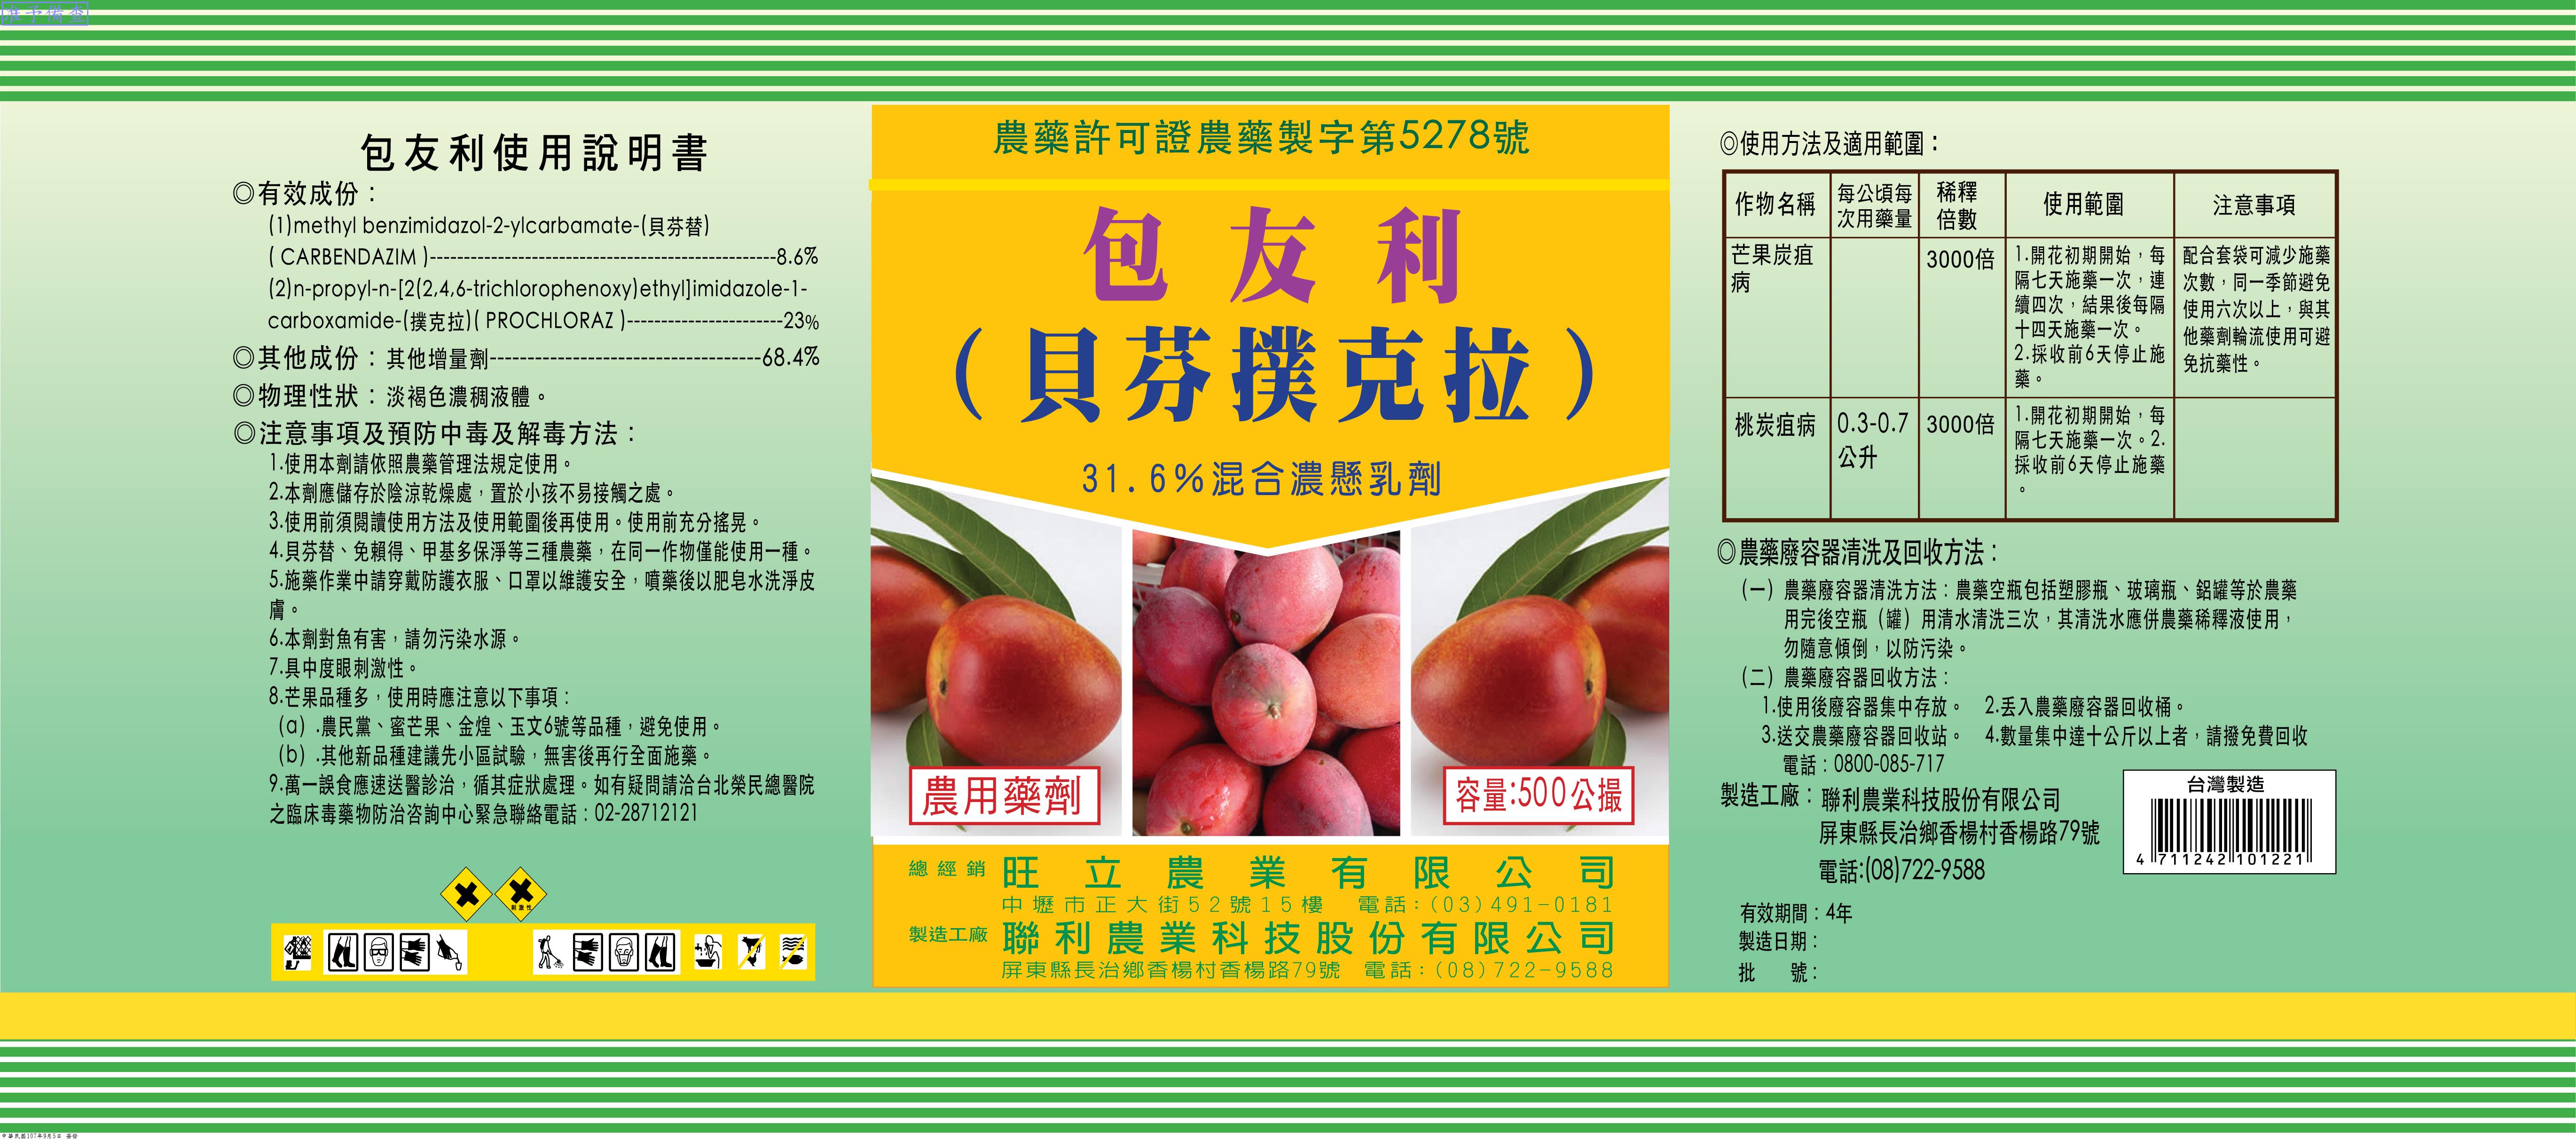 准予備查
包友利使用說明書
◎有效成份：
(1)methyl benzimidazol-2-ylcarbamate-(貝芬替)
( CARBENDAZIM )--------------------------------------------------8.6%
(2)n-propyl-n-[2(2,4,6-trichlorophenoxy)ethyl]imidazole-1-
carboxamide-(撲克拉)( PROCHLORAZ )-----------------------23%
◎其他成份：其他增量劑------------------------------------68.4%
◎物理性狀：淡褐色濃稠液體。
◎注意事項及預防中毒及解毒方法：
1.使用本劑請依照農藥管理法規定使用。
2.本劑應儲存於陰涼乾燥處，置於小孩不易接觸之處。
3.使用前須閱讀使用方法及使用範圍後再使用。使用前充分搖晃。
4.貝芬替、免賴得、甲基多保淨等三種農藥，在同一作物僅能使用一種。
5.施藥作業中請穿戴防護衣服、口罩以維護安全，噴藥後以肥皂水洗淨皮
膚。
6.本劑對魚有害，請勿污染水源。
7.具中度眼刺激性。
8.芒果品種多，使用時應注意以下事項：
(a) .農民黨、蜜芒果、金煌、玉文6號等品種，避免使用。
(b) .其他新品種建議先小區試驗，無害後再行全面施藥。
9.萬一誤食應速送醫診治，循其症狀處理。如有疑問請洽台北榮民總醫院
之臨床毒藥物防治咨詢中心緊急聯絡電話：02-28712121
刺激性
農藥許可證農藥製字第5278號
包友利
（貝芬撲克拉）
31.6%混合濃懸乳劑
農用藥劑
容量:500公撮
總經銷 旺立農業有限公司
中壢市正大街52號15樓 電話：(03)491-0181
製造工廠 聯利農業科技股份有限公司
屏東縣長治鄉香楊村香楊路79號 電話：(08)722-9588
◎使用方法及適用範圍：
作物名稱 每公頃每次用藥量 稀釋倍數 使用範圍 注意事項
芒果炭疽病 3000倍
1.開花初期開始，每
隔七天施藥一次，連
續四次，結果後每隔
十四天施藥一次。
2.採收前6天停止施
藥。
配合套袋可減少施藥
次數，同一季節避免
使用六次以上，與其
他藥劑輪流使用可避
免抗藥性。
桃炭疽病 0.3-0.7公升 3000倍
1.開花初期開始，每
隔七天施藥一次。2.
採收前6天停止施藥
。
◎農藥廢容器清洗及回收方法：
(一) 農藥廢容器清洗方法：農藥空瓶包括塑膠瓶、玻璃瓶、鋁罐等於農藥
用完後空瓶（罐）用清水清洗三次，其清洗水應併農藥稀釋液使用，
勿隨意傾倒，以防污染。
(二) 農藥廢容器回收方法：
1.使用後廢容器集中存放。 2.丟入農藥廢容器回收桶。
3.送交農藥廢容器回收站。 4.數量集中達十公斤以上者，請撥免費回收
電話：0800-085-717
製造工廠：聯利農業科技股份有限公司
屏東縣長治鄉香楊村香楊路79號
電話:(08)722-9588
台灣製造
4 711242 101221
有效期間：4年
製造日期：
批 號：
中華民國107年9月5日